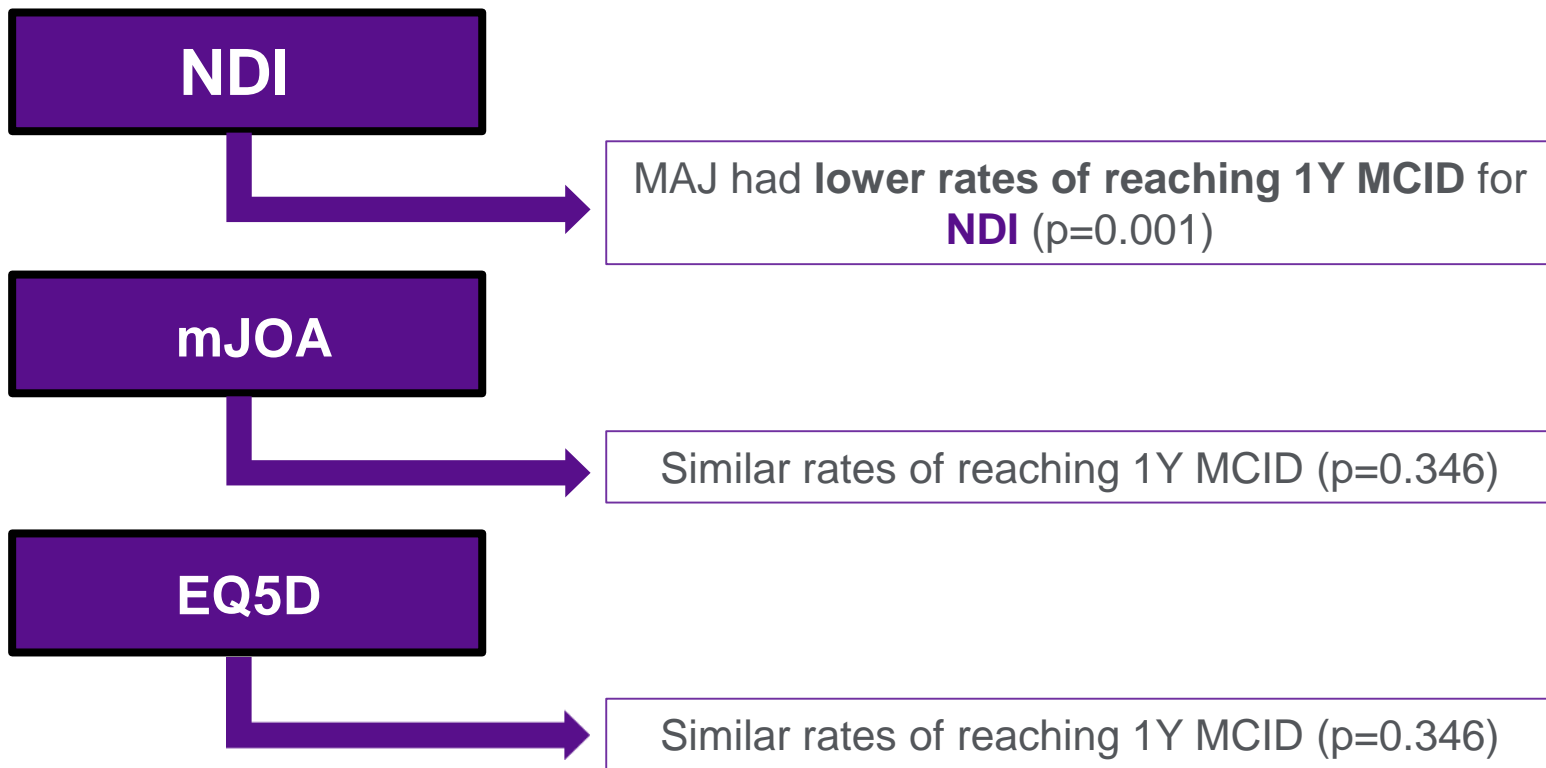 NDI
MAJ had lower rates of reaching 1Y MCID for
NDI (p=0.001)
mJOA
Similar rates of reaching 1Y MCID (p=0.346)
EQ5D
Similar rates of reaching 1Y MCID (p=0.346)